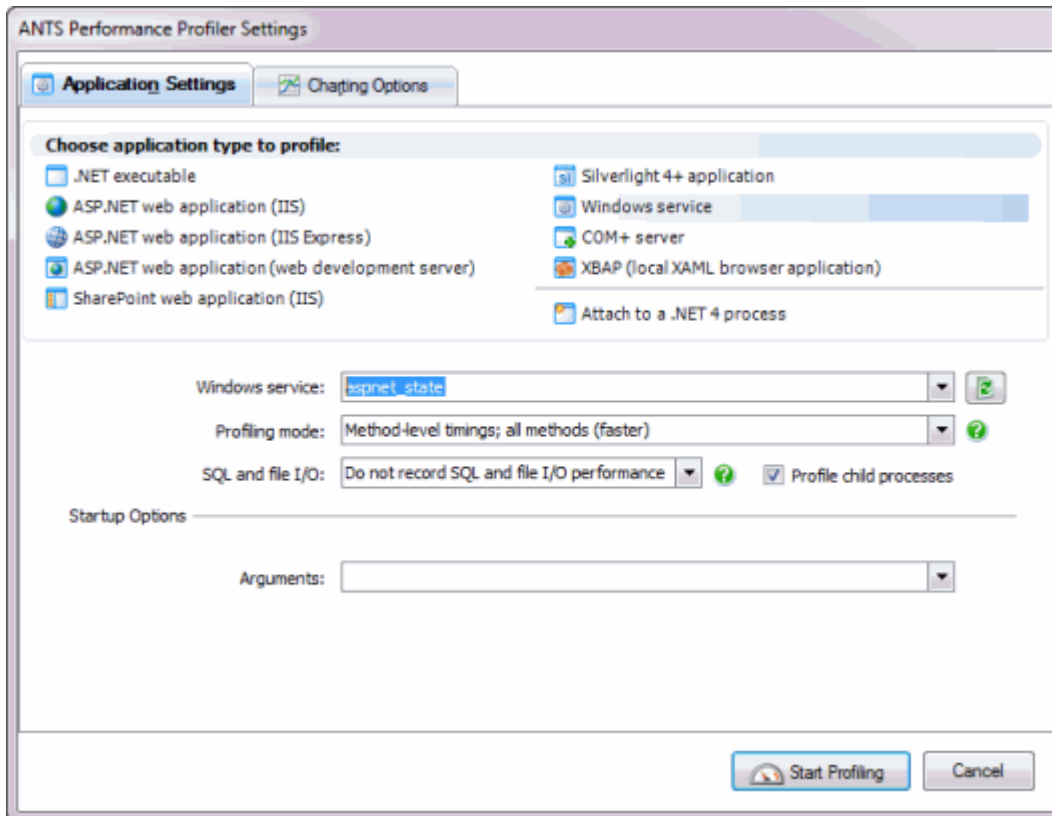 ANTS Performance Profiler Settings
Application Settings
Charting Options
Choose application type to profile:
.NET executable
ASP.NET web application (IIS)
ASP.NET web application (IIS Express)
ASP.NET web application (web development server)
SharePoint web application (IIS)
Silverlight 4+ application
Windows service
COM+ server
XBAP (local XAML browser application)
Attach to a .NET 4 process
Windows service: aspnet_state
Profiling mode: Method-level timings; all methods (faster)
SQL and file I/O: Do not record SQL and file I/O performance Profile child processes
Startup Options
Arguments:
Start Profiling Cancel